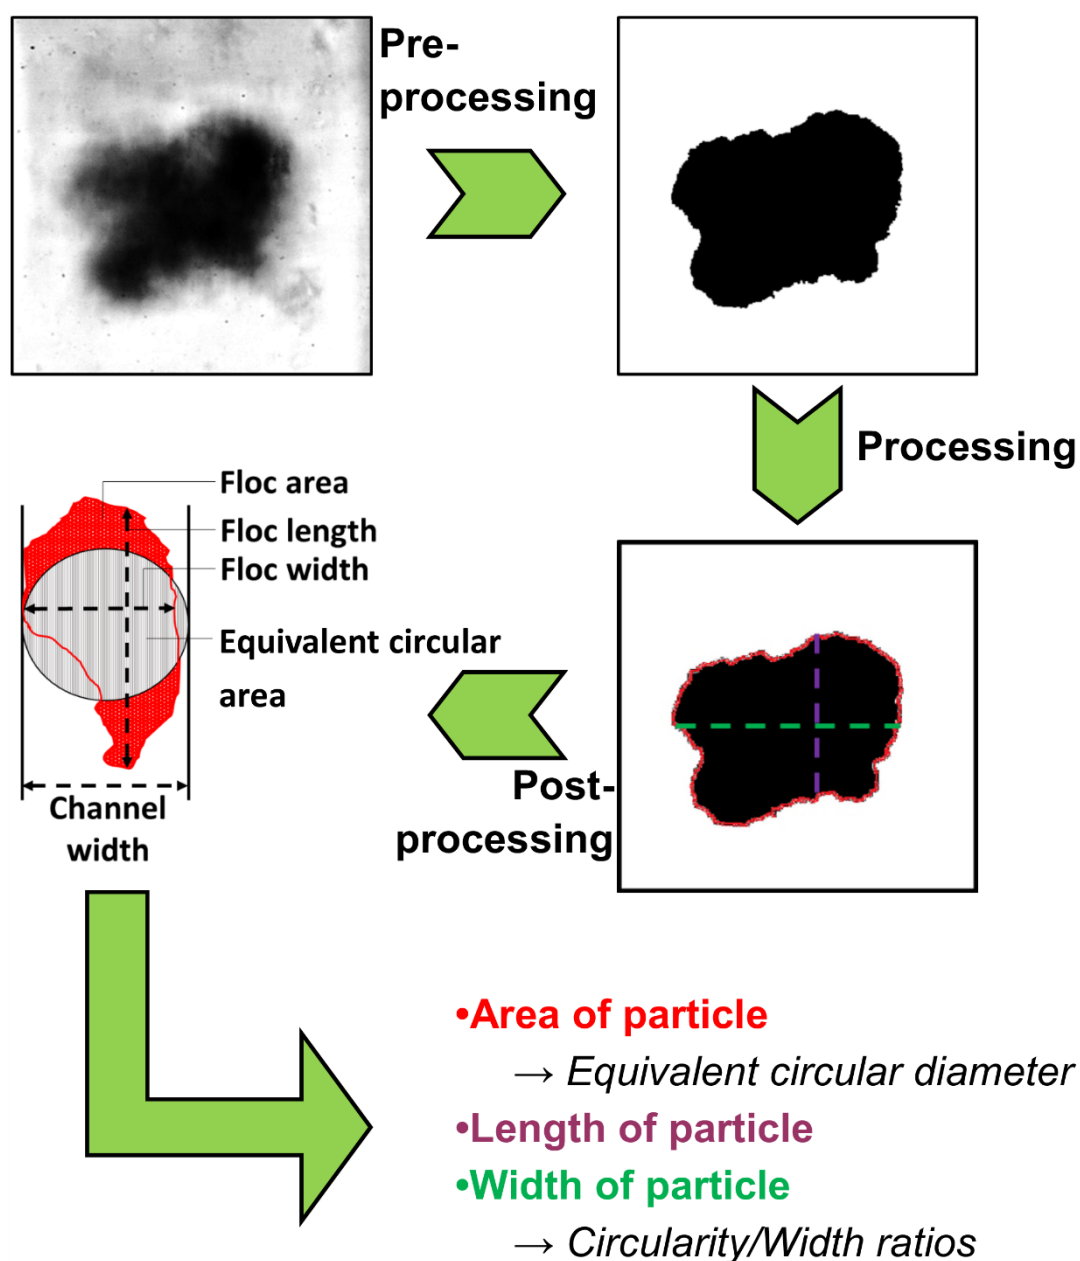 Pre-
processing
Processing
Floc area
Floc length
Floc width
Equivalent circular
area
Channel
width
Post-
processing
•Area of particle
→ Equivalent circular diameter
•Length of particle
•Width of particle
→ Circularity/Width ratios